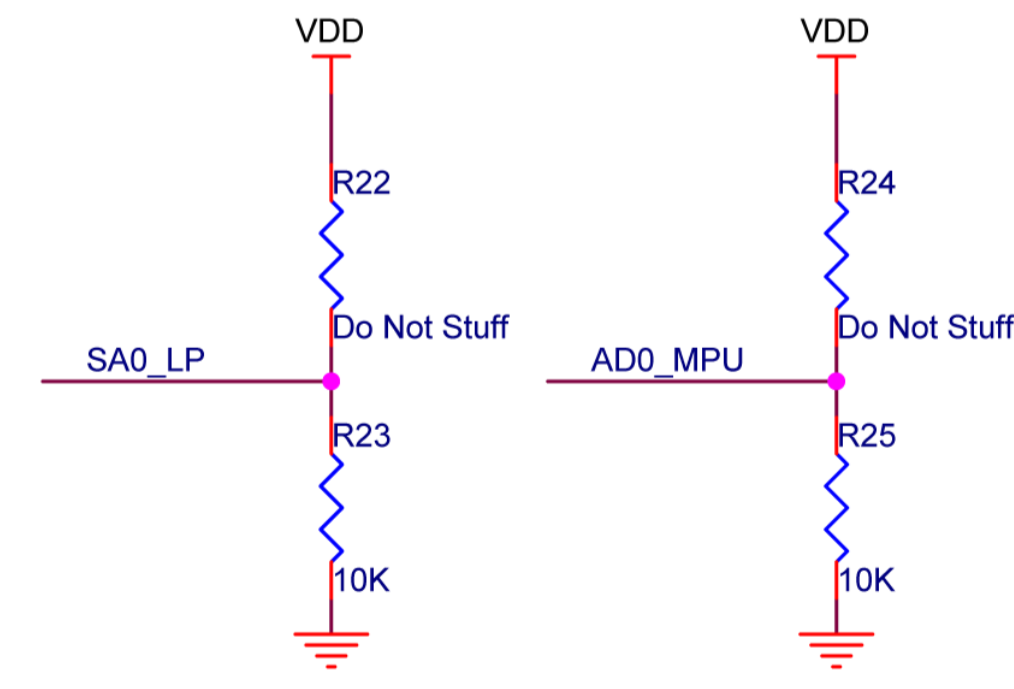 VDD
VDD
R22
R24
Do Not Stuff
Do Not Stuff
SA0_LP
AD0_MPU
R23
R25
10K
10K